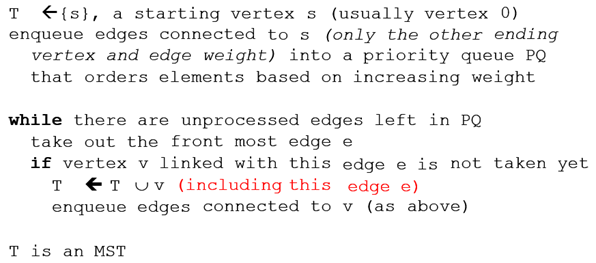 T ←{s}, a starting vertex s (usually vertex 0)
enqueue edges connected to s (only the other ending
vertex and edge weight) into a priority queue PQ
that orders elements based on increasing weight
while there are unprocessed edges left in PQ
take out the front most edge e
if vertex v linked with this edge e is not taken yet
T ← T ∪ v (including this edge e)
enqueue edges connected to v (as above)
T is an MST